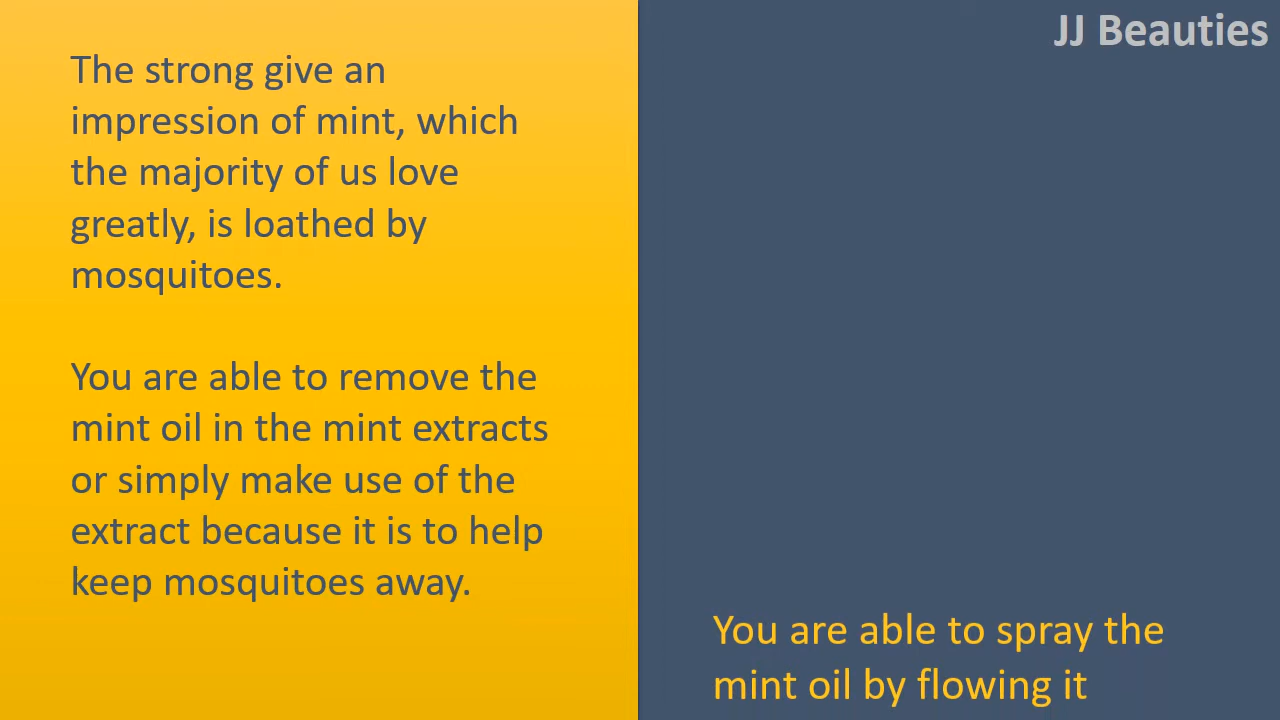 The strong give an
impression of mint, which
the majority of us love
greatly, is loathed by
mosquitoes.
You are able to remove the
mint oil in the mint extracts
or simply make use of the
extract because it is to help
keep mosquitoes away.
JJ Beauties
You are able to spray the
mint oil by flowing it